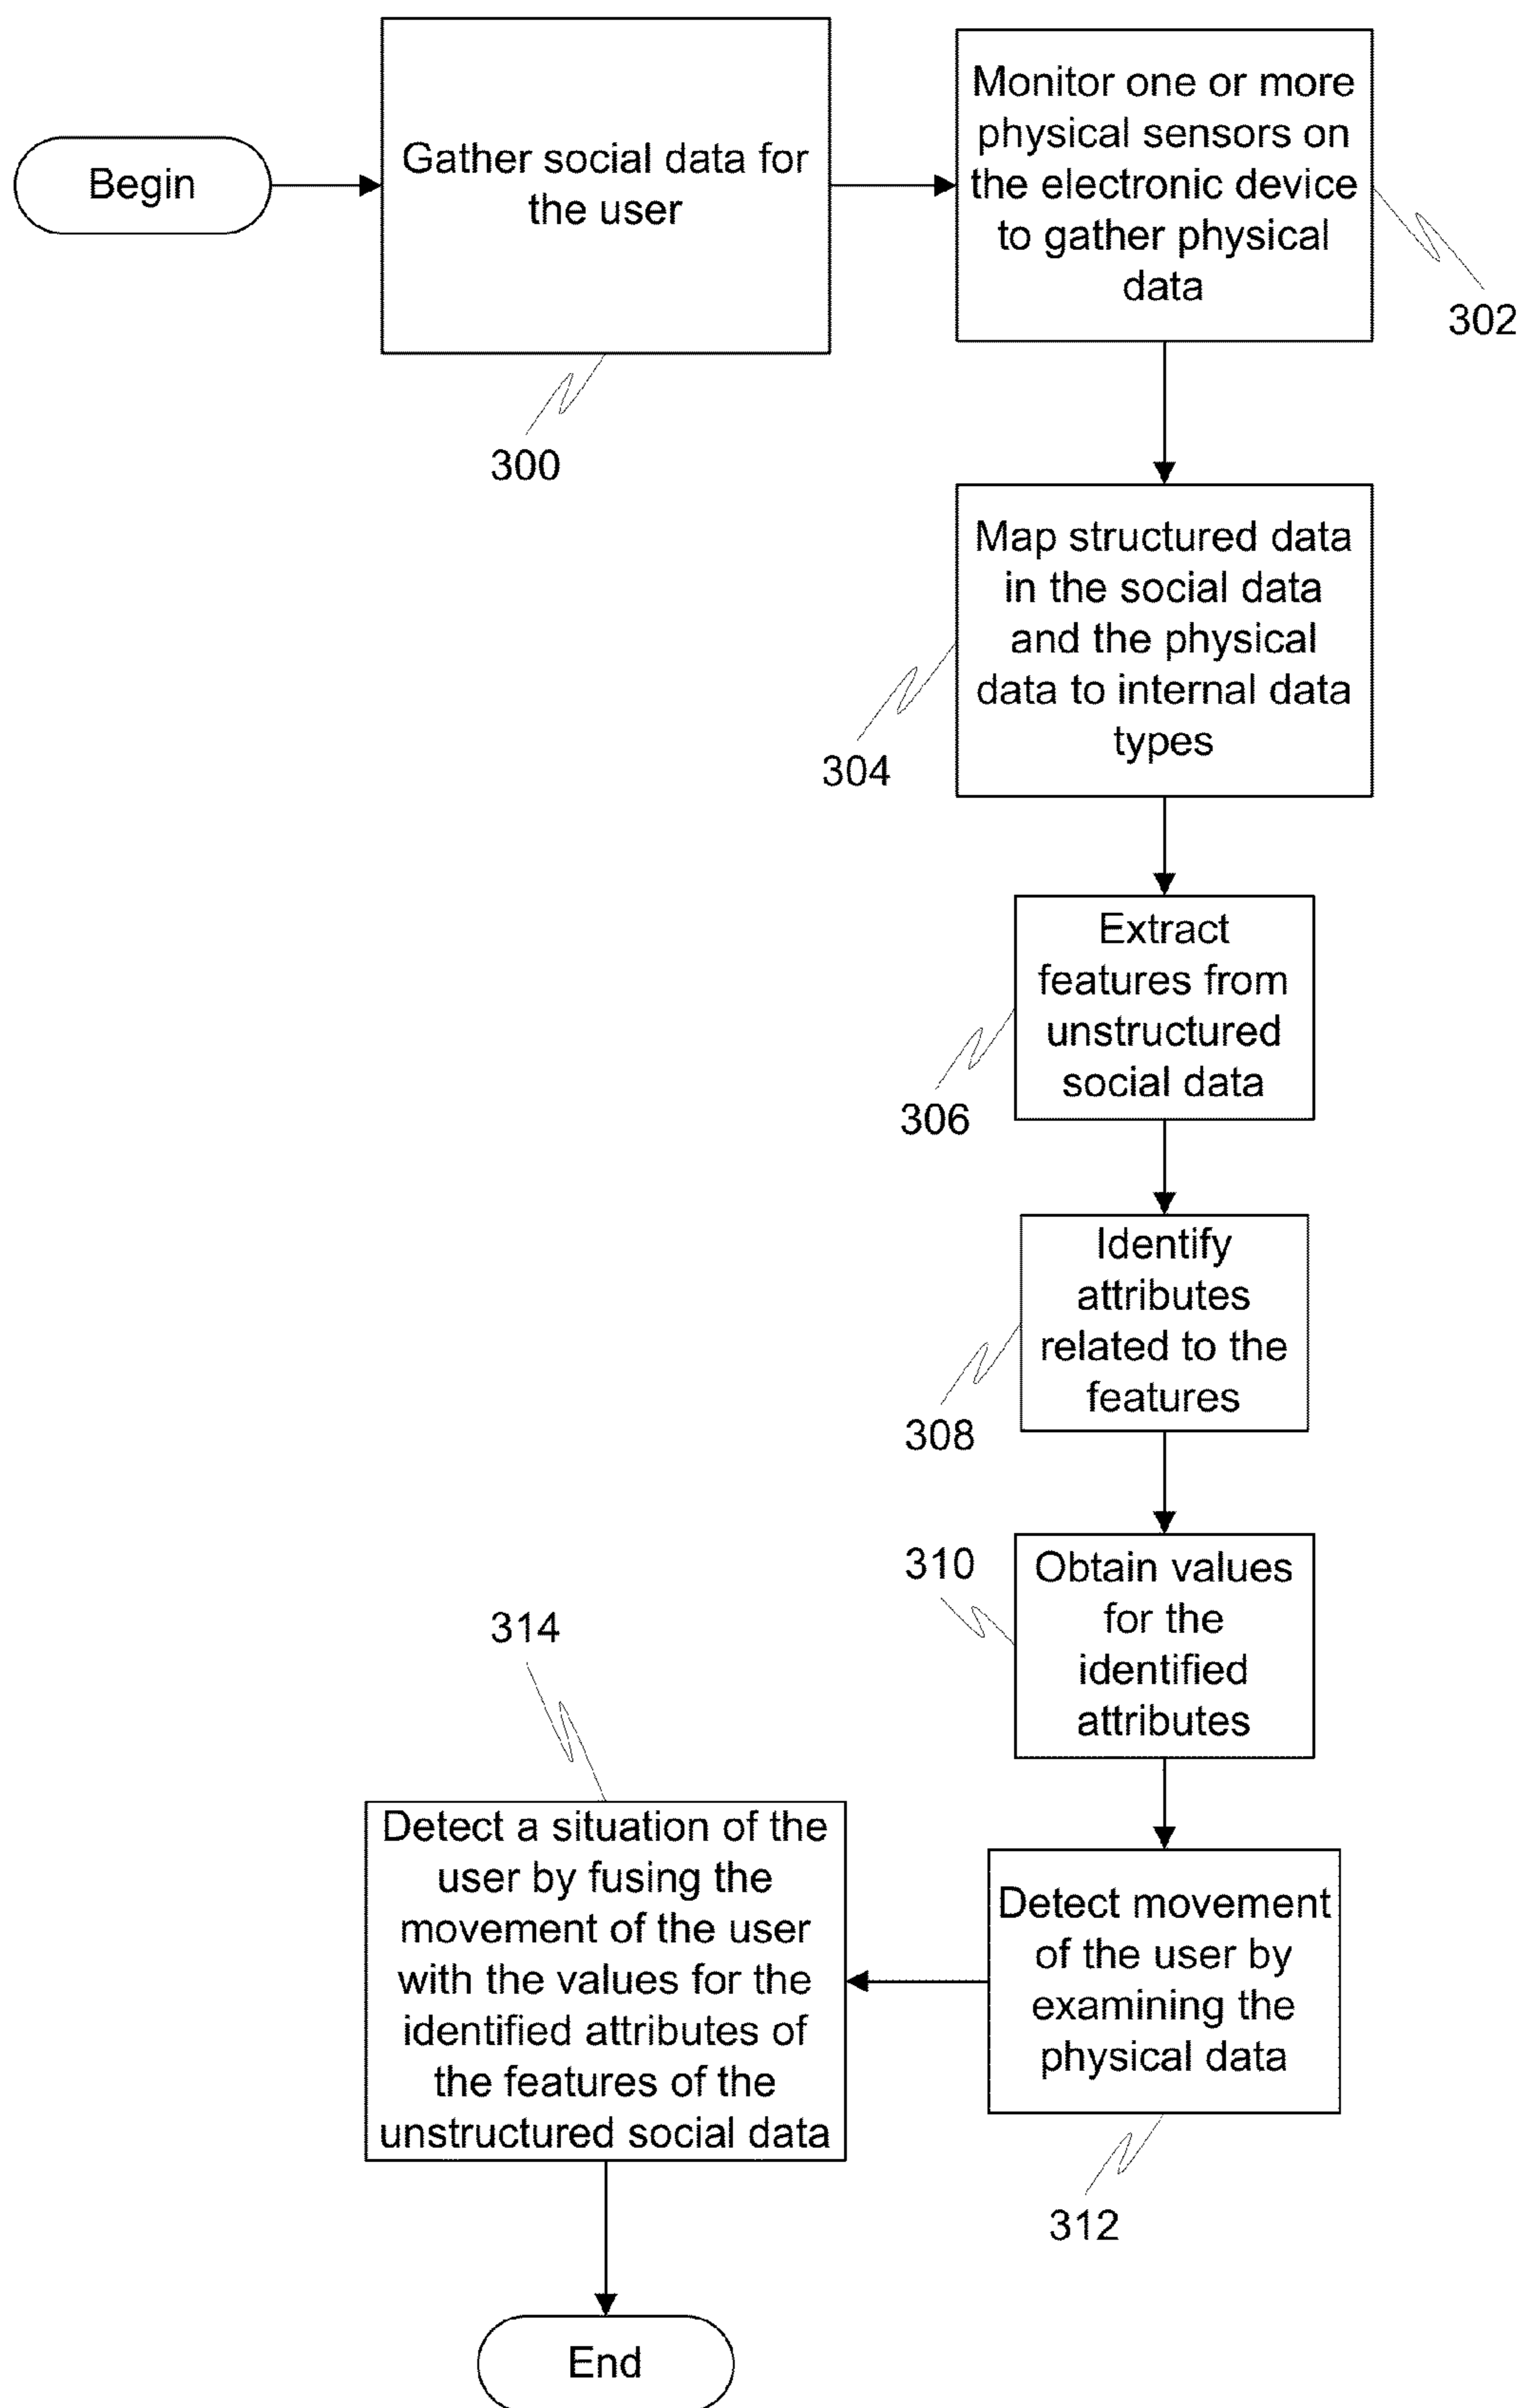 Begin
Gather social data for
the user
300
Monitor one or more
physical sensors on
the electronic device
to gather physical
data
302
Map structured data
in the social data
and the physical
data to internal data
types
304
Extract
features from
unstructured
social data
306
Identify
attributes
related to the
features
308
Obtain values
for the
identified
attributes
310
Detect movement
of the user by
examining the
physical data
312
Detect a situation of the
user by fusing the
movement of the user
with the values for the
identified attributes of
the features of the
unstructured social data
314
End